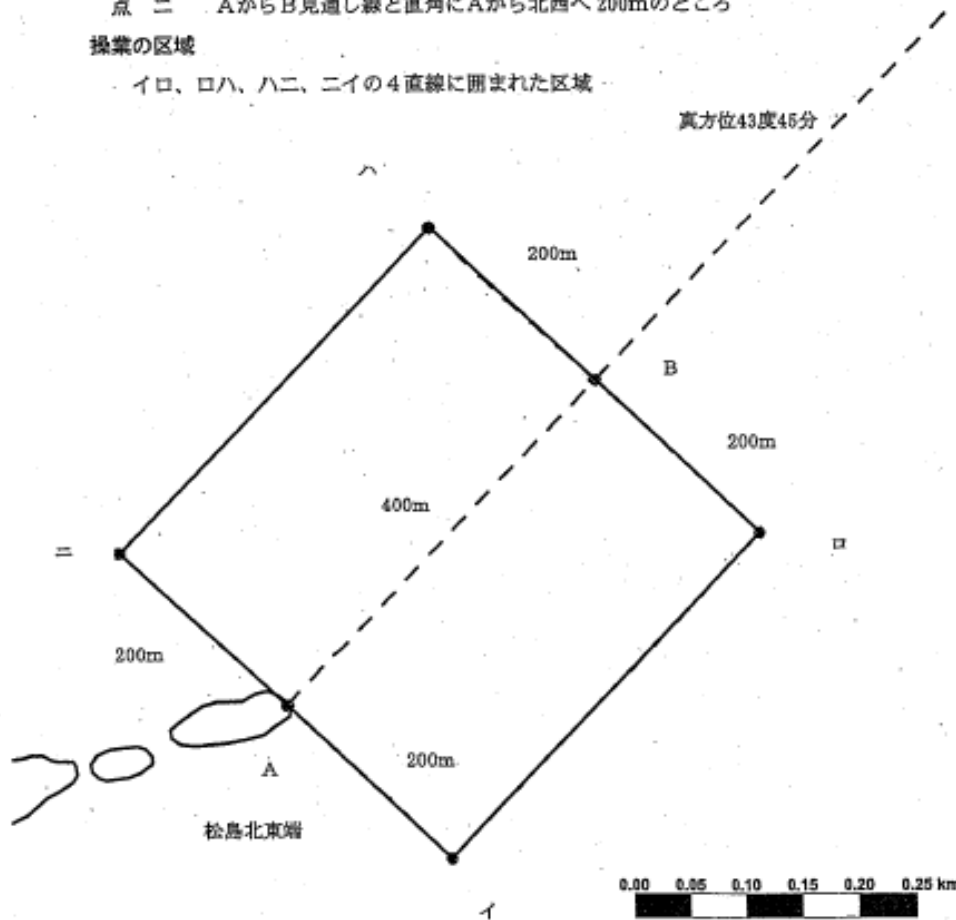 点 ニ AからB見通し線と直角にAから北西へ200mのところ
操業の区域
イロ、ロハ、ハニ、ニイの4直線に囲まれた区域
真方位43度45分
ハ
200m
B
200m
400m
ニ
ロ
200m
A
200m
松島北東端
イ
0.00 0.05 0.10 0.15 0.20 0.25 km